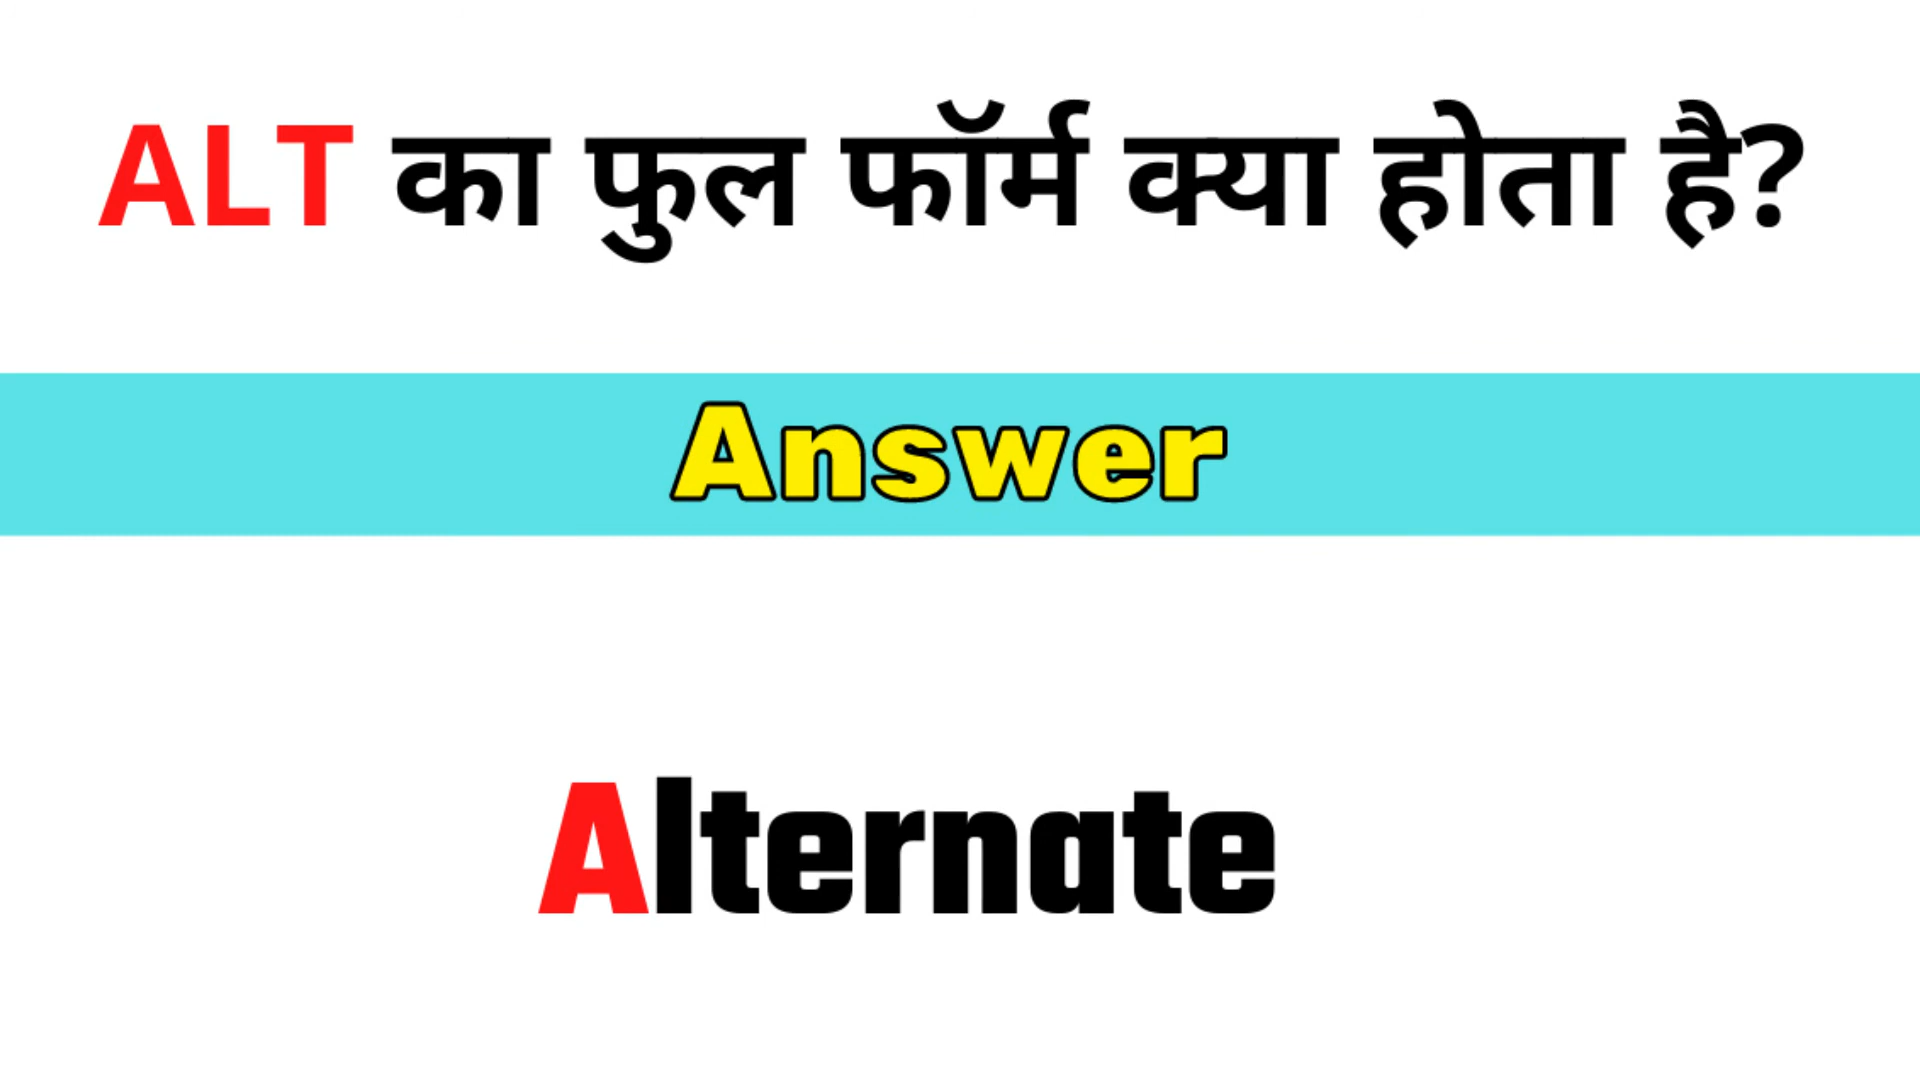 ALT का फुल फॉर्म क्या होता है?
Answer
Alternate